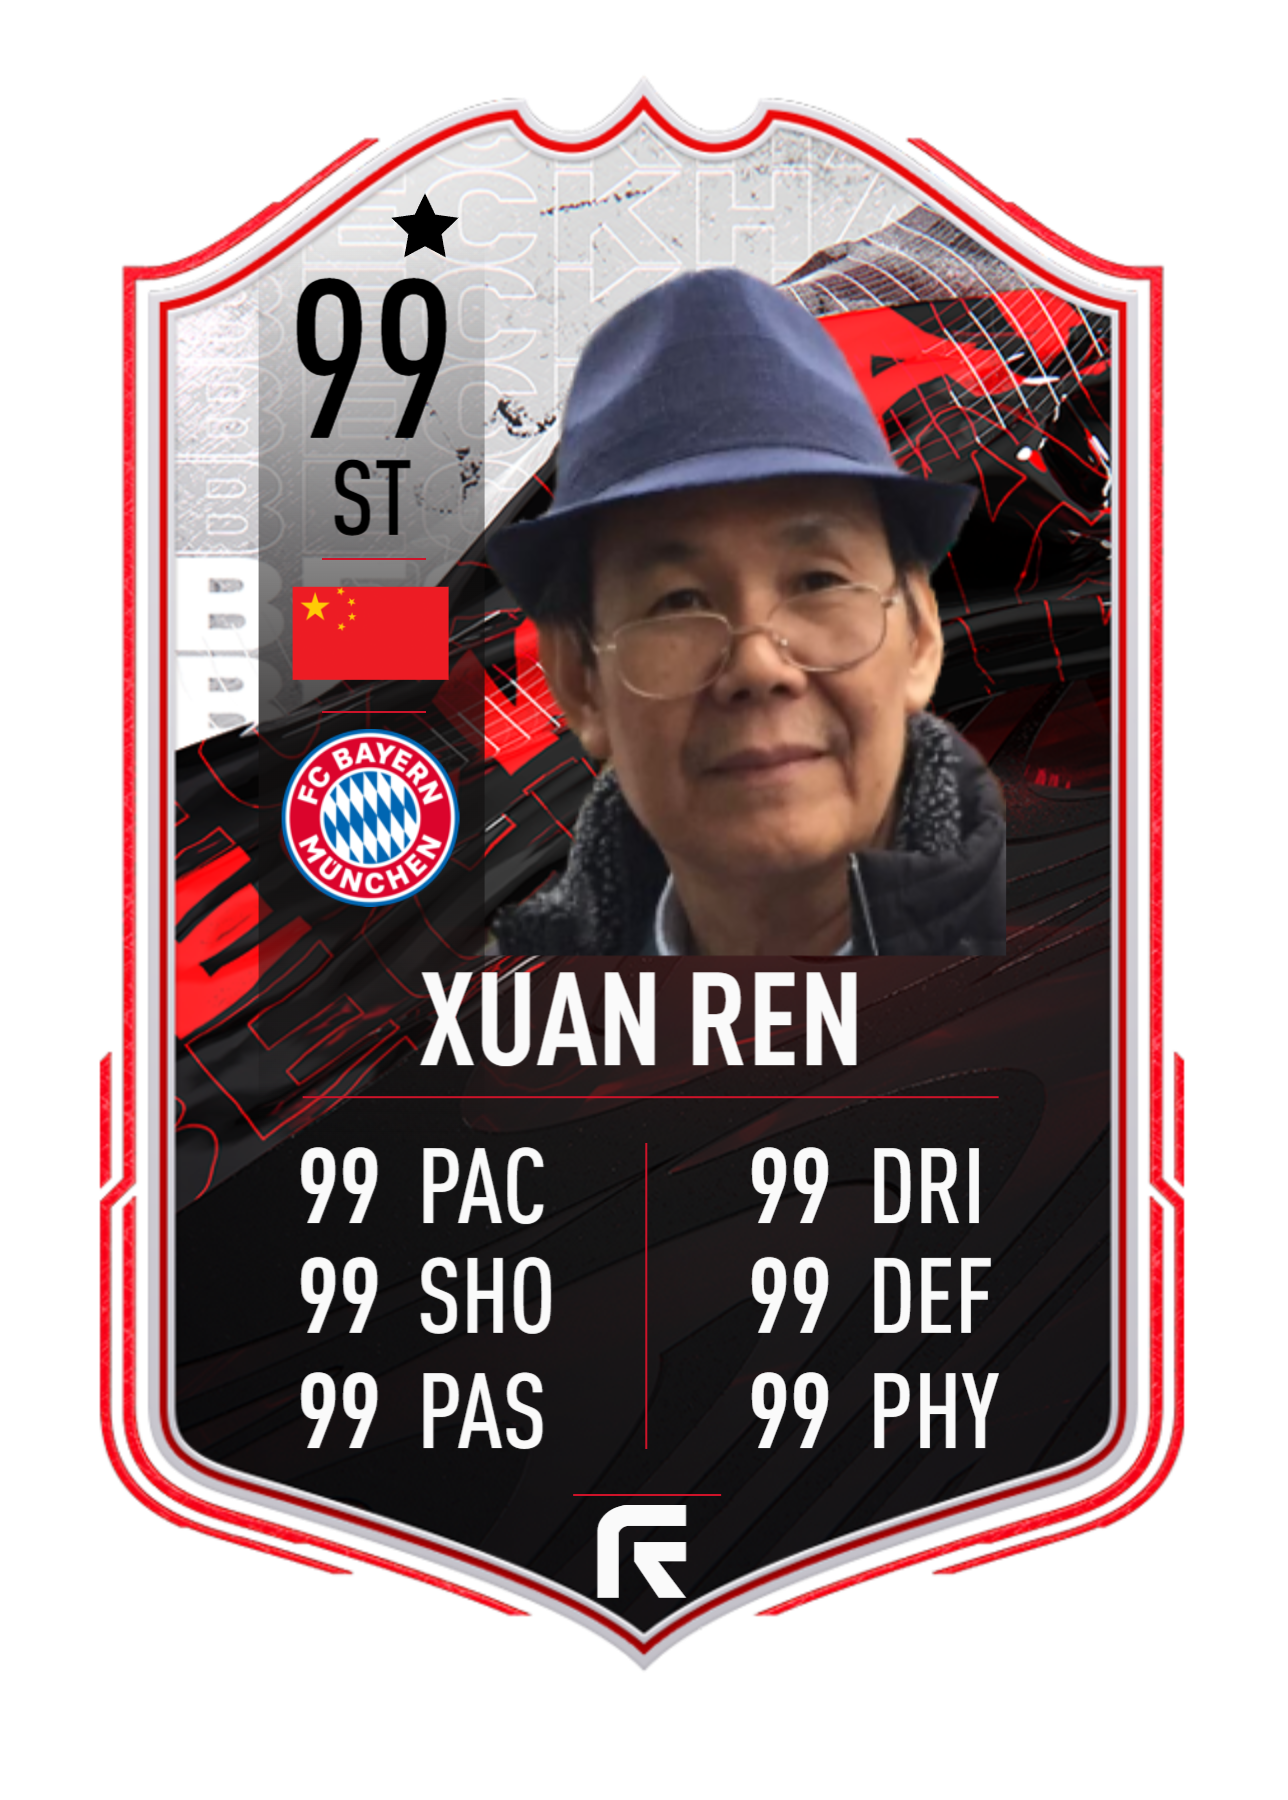 99
ST
FC BAYERN
MÜNCHEN
XUAN REN
99 PAC
99 DRI
99 SHO
99 DEF
99 PAS
99 PHY